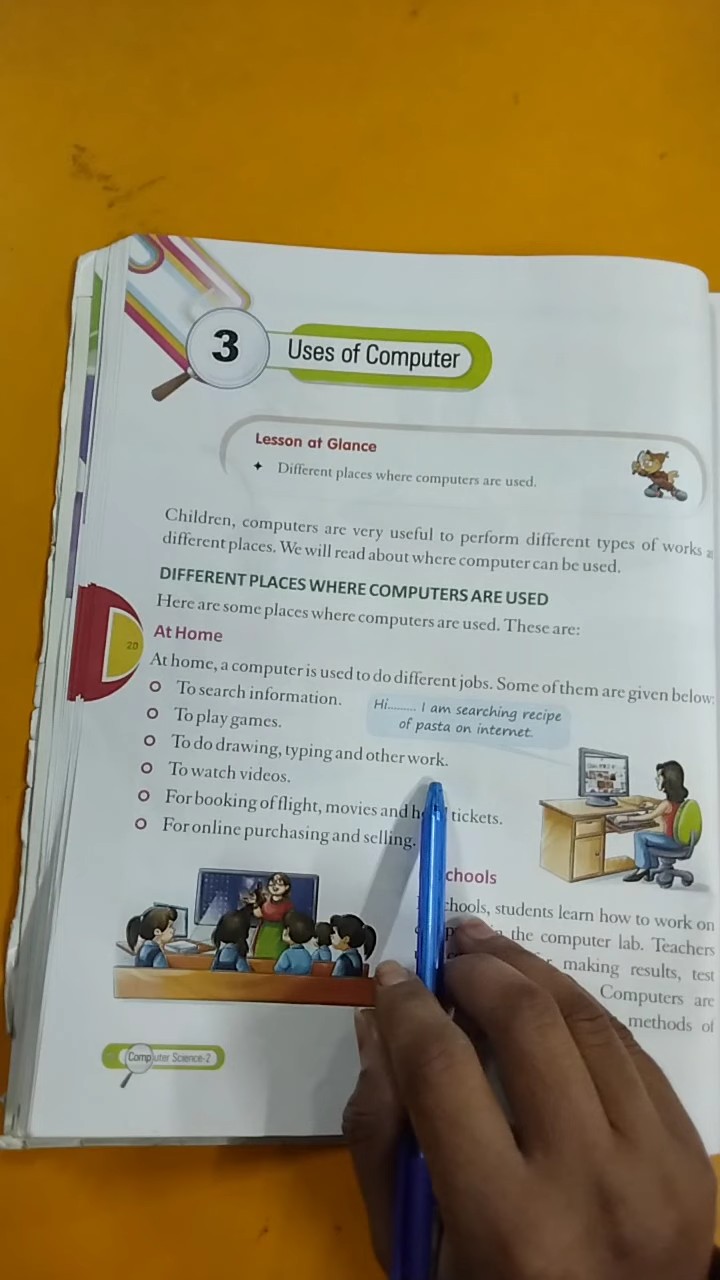 3
Uses of Computer
Lesson at Glance
✦ Different places where computers are used.
Children, computers are very useful to perform different types of works
different places. We will read about where computer can be used.
DIFFERENT PLACES WHERE COMPUTERS ARE USED
Here are some places where computers are used. These are:
20
At Home
At home, a computer is used to do different jobs. Some of them are given below:
To search information.
Hi........ I am searching recipe
of pasta on internet.
To play games.
To do drawing, typing and other work.
To watch videos.
For booking of flight, movies and tickets.
For online purchasing and selling.
chools
chools, students learn how to work on
the computer lab. Teachers
making results, test
Computers are
methods of
Computer Science-2